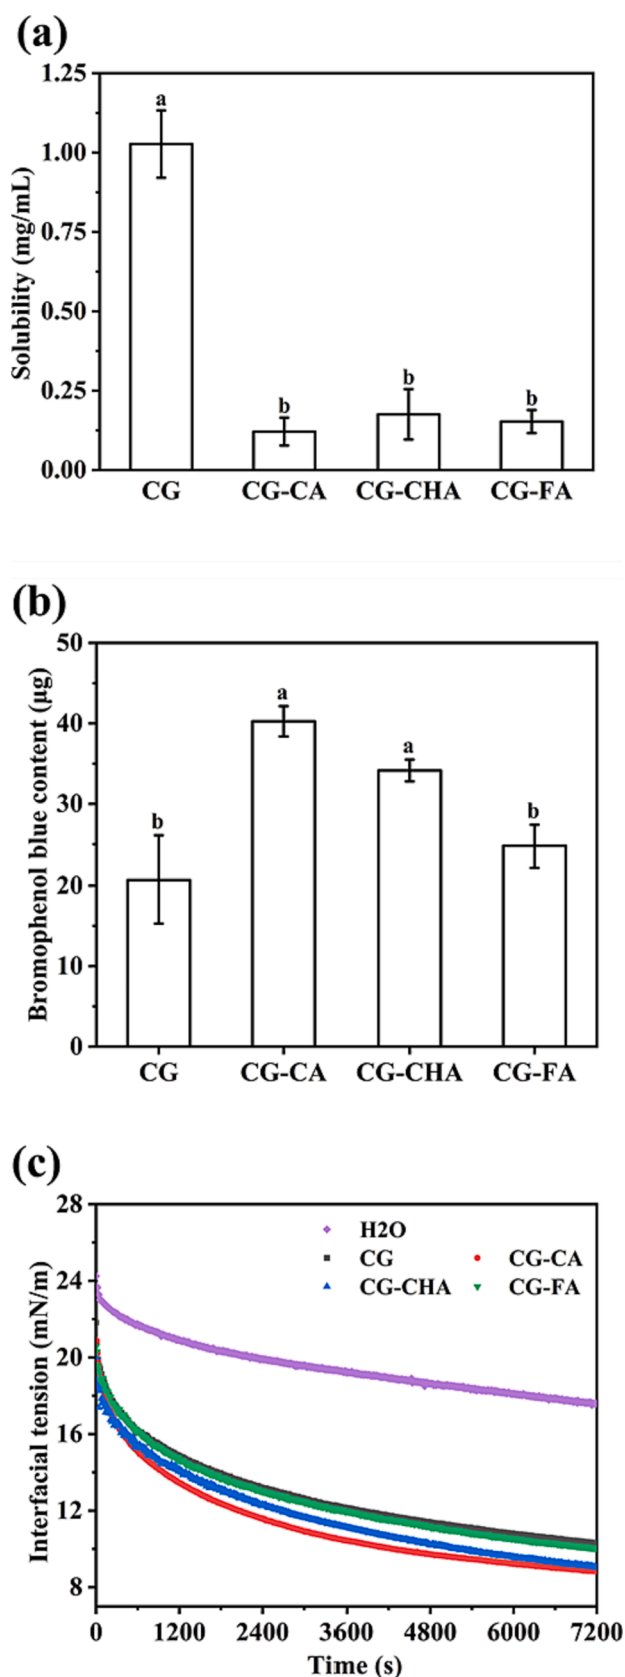 (a)
1.25
1.00
0.75
0.50
0.25
0.00
Solubility (mg/mL)
a
b
b
b
CG
CG-CA
CG-CHA
CG-FA
(b)
50
40
30
20
10
0
Bromophenol blue content (μg)
b
a
a
b
CG
CG-CA
CG-CHA
CG-FA
(c)
28
24
20
16
12
8
Interfacial tension (mN/m)
H2O
CG
CG-CA
CG-CHA
CG-FA
0
1200
2400
3600
4800
6000
7200
Time (s)